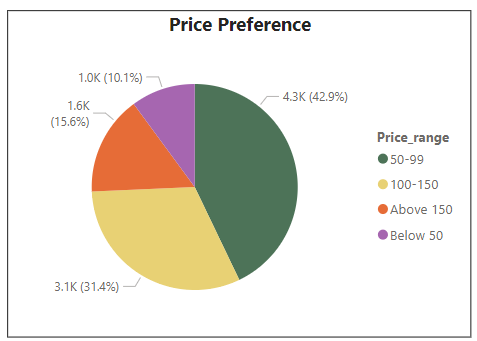 Price Preference
1.0K (10.1%)
4.3K (42.9%)
1.6K
(15.6%)
3.1K (31.4%)
Price_range
50-99
100-150
Above 150
Below 50